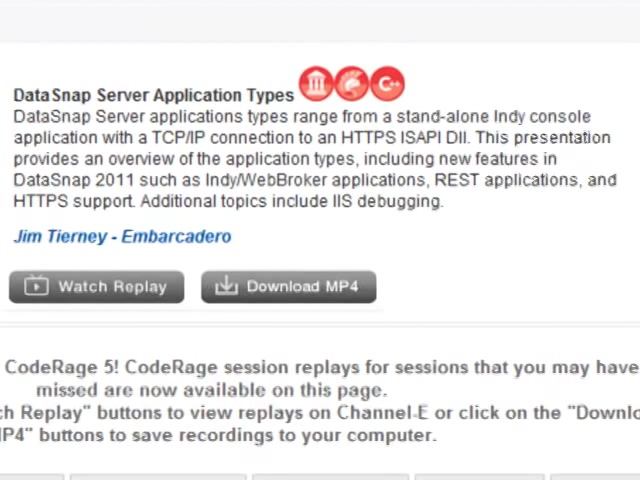 DataSnap Server Application Types
C++
DataSnap Server applications types range from a stand-alone Indy console
application with a TCP/IP connection to an HTTPS ISAPI Dll. This presentation
provides an overview of the application types, including new features in
DataSnap 2011 such as Indy/WebBroker applications, REST applications, and
HTTPS support. Additional topics include IIS debugging.
Jim Tierney - Embarcadero
Watch Replay
Download MP4
CodeRage 5! CodeRage session replays for sessions that you may have
missed are now available on this page.
ch Replay" buttons to view replays on Channel-E or click on the "Downlo
IP4" buttons to save recordings to your computer.